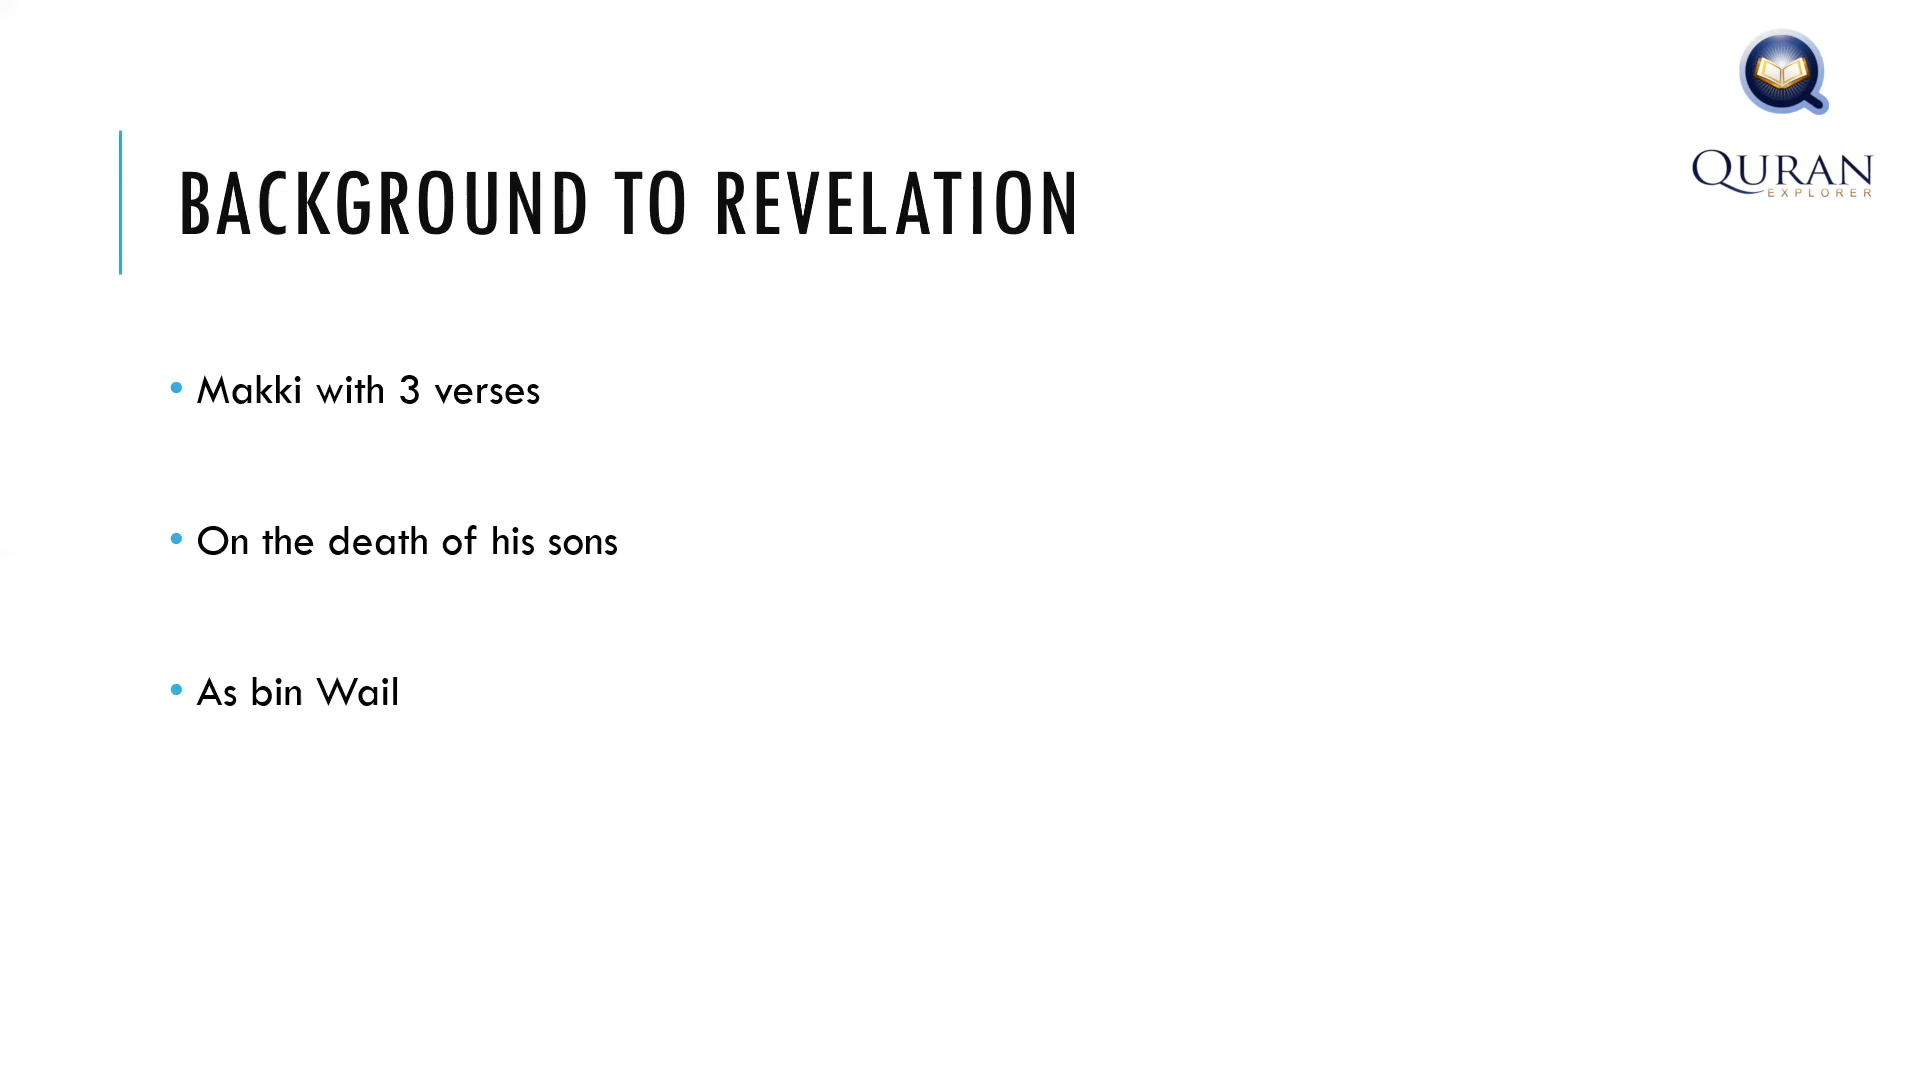 QURAN
EXPLORER
BACKGROUND TO REVELATION
• Makki with 3 verses
• On the death of his sons
• As bin Wail